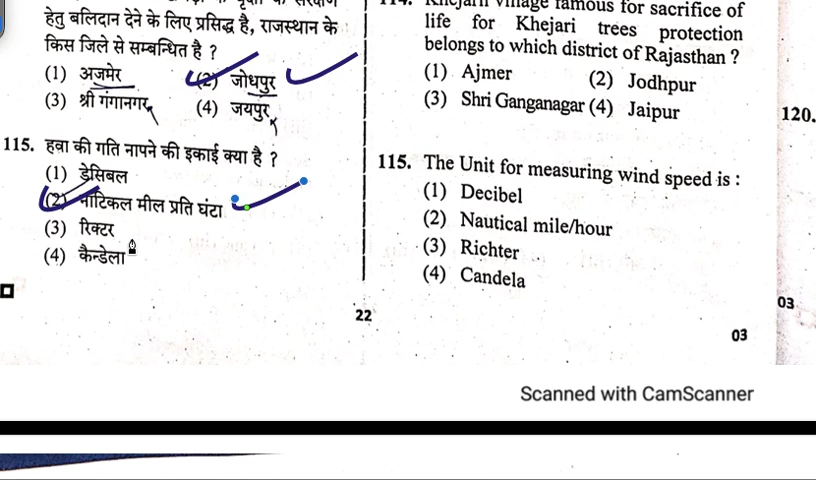 हेतु बलिदान देने के लिए प्रसिद्ध है, राजस्थान के
किस जिले से सम्बन्धित है ?
(1) अजमेर (2) जोधपुर
(3) श्री गंगानगर (4) जयपुर
115. हवा की गति नापने की इकाई क्या है ?
(1) डेसिबल
(2) नाटिकल मील प्रति घंटा
(3) रिक्टर
(4) कैन्डेला
22
114. Khejarli village famous for sacrifice of
life for Khejari trees protection
belongs to which district of Rajasthan ?
(1) Ajmer (2) Jodhpur
(3) Shri Ganganagar (4) Jaipur
115. The Unit for measuring wind speed is :
(1) Decibel
(2) Nautical mile/hour
(3) Richter
(4) Candela
03
120.
03
Scanned with CamScanner